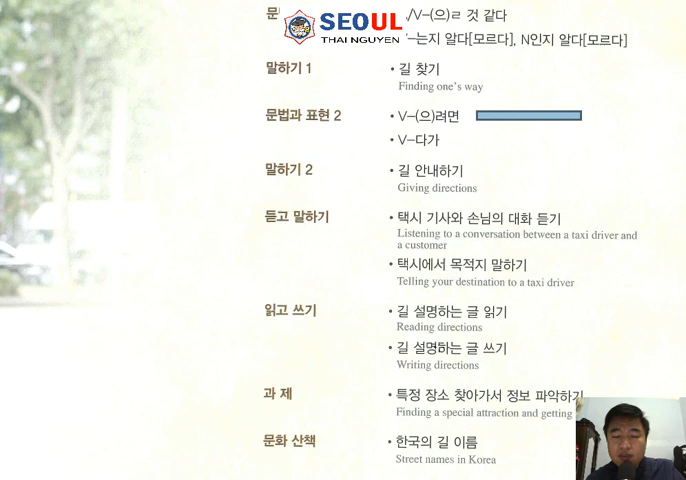 문
SEOUL
THAI NGUYEN
√V-(으)ㄹ 것 같다
-는지 알다[모르다], N인지 알다[모르다]
말하기 1
• 길 찾기
Finding one's way
문법과 표현 2
• V-(으)려면
• V-다가
말하기 2
• 길 안내하기
Giving directions
듣고 말하기
• 택시 기사와 손님의 대화 듣기
Listening to a conversation between a taxi driver and
a customer
• 택시에서 목적지 말하기
Telling your destination to a taxi driver
읽고 쓰기
• 길 설명하는 글 읽기
Reading directions
• 길 설명하는 글 쓰기
Writing directions
과 제
• 특정 장소 찾아가서 정보 파악하기
Finding a special attraction and getting
문화 산책
• 한국의 길 이름
Street names in Korea